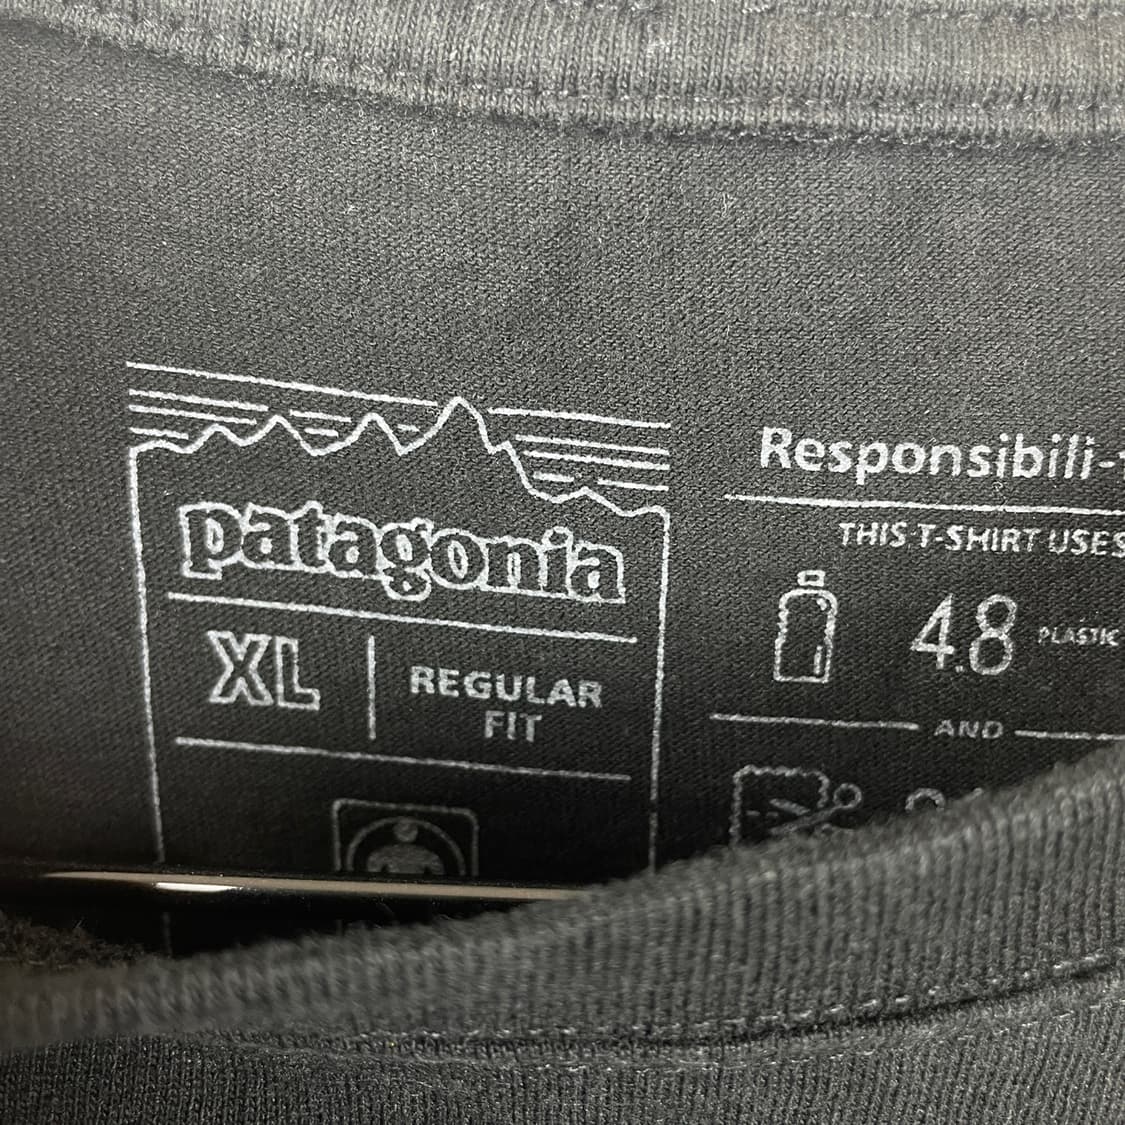 patagonia
XL
REGULAR
FIT
Responsibili-
THIS T-SHIRT USES
4.8 PLASTIC
AND